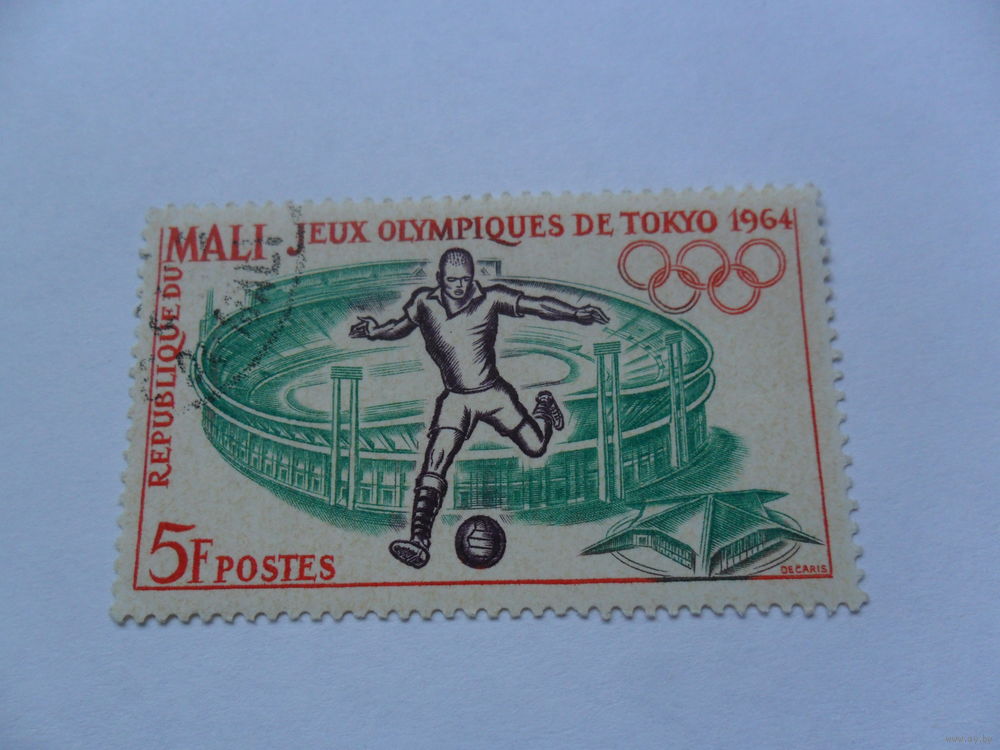 REPUBLIQUE DU
MALI - JEUX OLYMPIQUES DE TOKYO 1964
5F POSTES
DECARIS